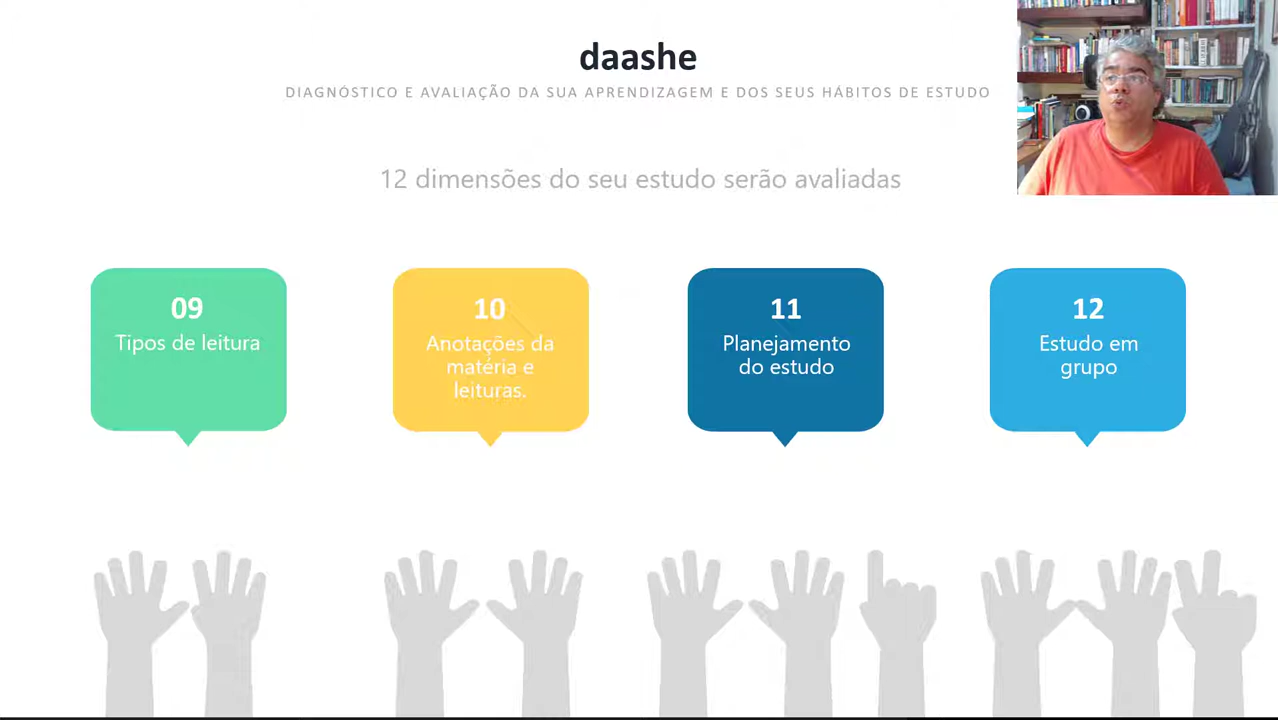 daashe
DIAGNÓSTICO E AVALIAÇÃO DA SUA APRENDIZAGEM E DOS SEUS HÁBITOS DE ESTUDO
12 dimensões do seu estudo serão avaliadas
09
Tipos de leitura
10
Anotações da
matéria e
leituras.
11
Planejamento
do estudo
12
Estudo em
grupo